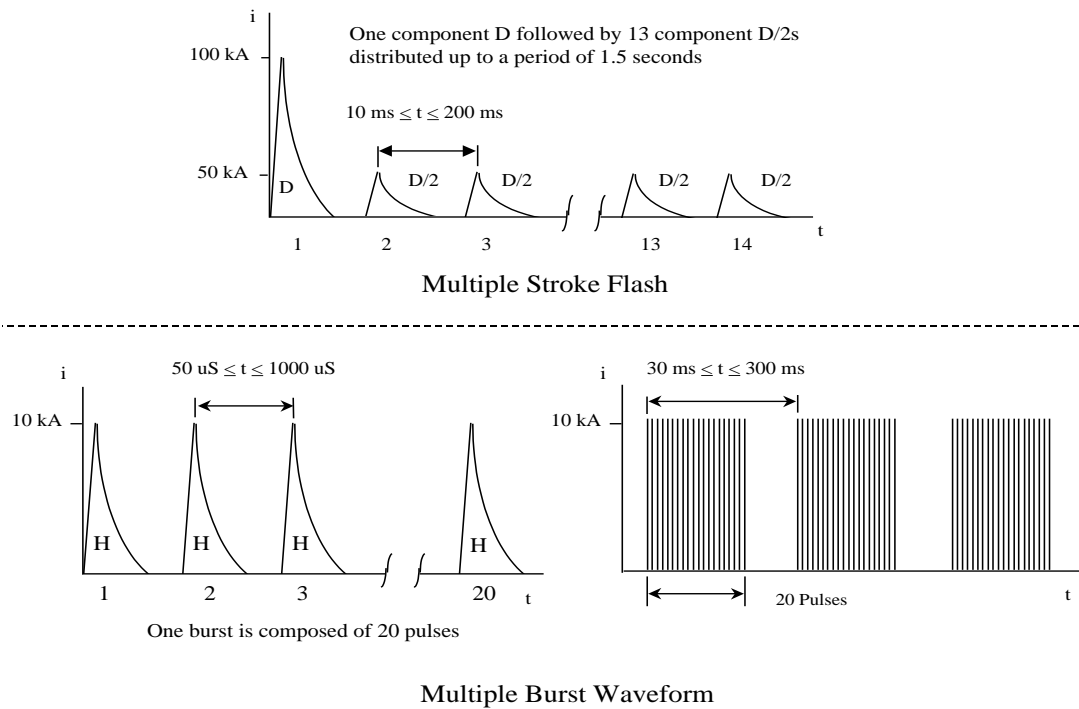 i
One component D followed by 13 component D/2s
distributed up to a period of 1.5 seconds
100 kA
10 ms ≤ t ≤ 200 ms
50 kA
D
D/2
D/2
D/2
D/2
1
2
3
13
14
t
Multiple Stroke Flash
50 uS ≤ t ≤ 1000 uS
i
10 kA
H
H
H
H
1
2
3
20
t
One burst is composed of 20 pulses
30 ms ≤ t ≤ 300 ms
i
10 kA
20 Pulses
t
Multiple Burst Waveform